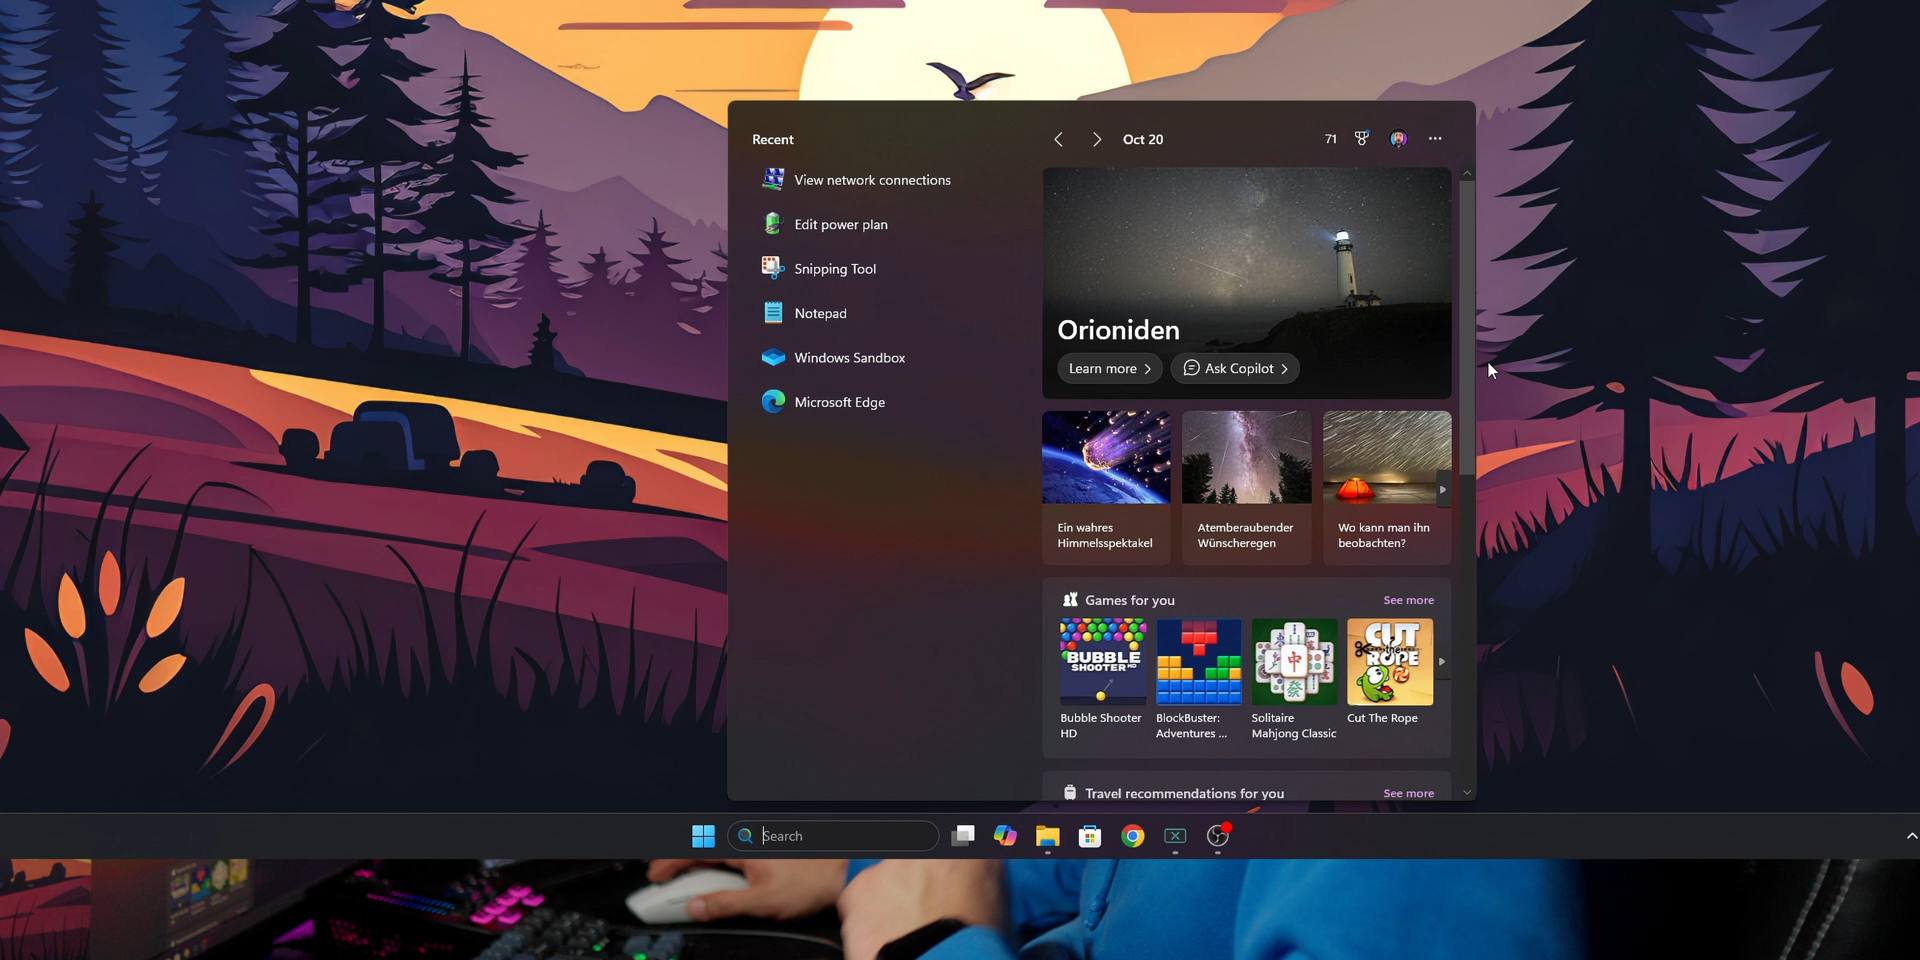 Recent
View network connections
Edit power plan
Snipping Tool
Notepad
Windows Sandbox
Microsoft Edge
Oct 20
71
Orioniden
Learn more
Ask Copilot
Ein wahres
Himmelsspektakel
Atemberaubender
Wünscheregen
Wo kann man ihn
beobachten?
Games for you
See more
BUBBLE
SHOOTER HD
CUT
the
ROPE
中
Bubble Shooter
HD
BlockBuster:
Adventures ...
Solitaire
Mahjong Classic
Cut The Rope
Travel recommendations for you
See more
Search